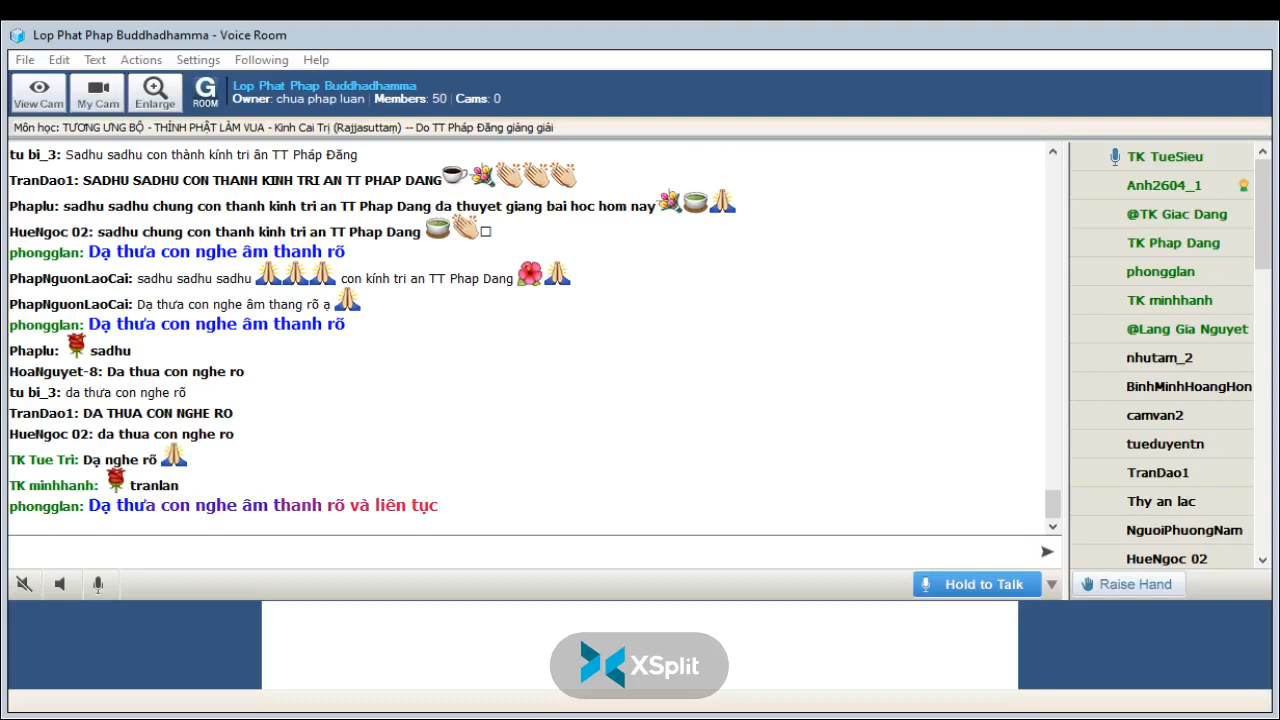 Lop Phat Phap Buddhadhamma - Voice Room
File Edit Text Actions Settings Following Help
View Cam My Cam Enlarge G ROOM
Lop Phat Phap Buddhadhamma
Owner: chua phap luan | Members: 50 | Cams: 0
Môn học: TƯƠNG ƯNG BỘ - THÍNH PHẬT LÀM VUA - Kinh Cai Trị (Rajjasuttaṃ) -- Do TT Pháp Đăng giảng giải
tu bi_3: Sadhu sadhu con thành kính tri ân TT Pháp Đăng
TranDao1: SADHU SADHU CON THANH KINH TRI AN TT PHAP DANG
Phaplu: sadhu sadhu chung con thanh kinh tri an TT Phap Dang da thuyet giang bai hoc hom nay
HueNgoc 02: sadhu chung con thanh kinh tri an TT Phap Dang
phongglan: Dạ thưa con nghe âm thanh rõ
PhapNguonLaoCai: sadhu sadhu sadhu con kính tri an TT Phap Dang
PhapNguonLaoCai: Dạ thưa con nghe âm thang rõ ạ
phongglan: Dạ thưa con nghe âm thanh rõ
Phaplu: sadhu
HoaNguyet-8: Da thua con nghe ro
tu bi_3: da thưa con nghe rõ
TranDao1: DA THUA CON NGHE RO
HueNgoc 02: da thua con nghe ro
TK Tue Tri: Dạ nghe rõ
TK minhhanh: tranlan
phongglan: Dạ thưa con nghe âm thanh rõ và liên tục
TK TueSieu
Anh2604_1
@TK Giac Dang
TK Phap Dang
phongglan
TK minhhanh
@Lang Gia Nguyet
nhutam_2
BinhMinhHoangHon
camvan2
tueduyentn
TranDao1
Thy an lac
NguoiPhuongNam
HueNgoc 02
Hold to Talk
Raise Hand
XSplit